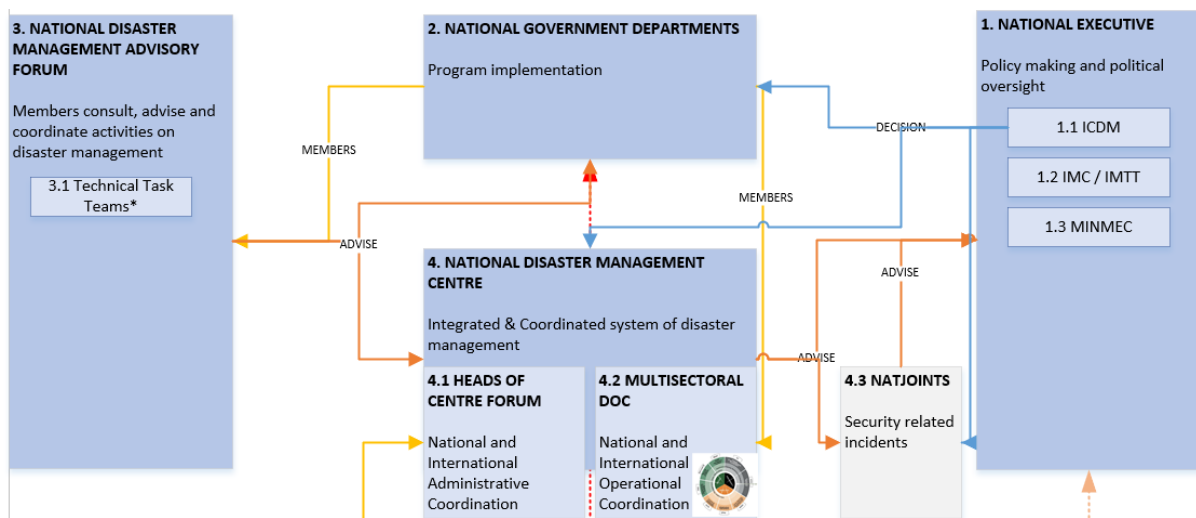 3. NATIONAL DISASTER
MANAGEMENT ADVISORY
FORUM
Members consult, advise and
coordinate activities on
disaster management
3.1 Technical Task
Teams*
2. NATIONAL GOVERNMENT DEPARTMENTS
Program implementation
1. NATIONAL EXECUTIVE
Policy making and political
oversight
1.1 ICDM
1.2 IMC / IMTT
1.3 MINMEC
DECISION
MEMBERS
MEMBERS
ADVISE
ADVISE
ADVISE
4. NATIONAL DISASTER MANAGEMENT
CENTRE
Integrated & Coordinated system of disaster
management
4.1 HEADS OF
CENTRE FORUM
National and
International
Administrative
Coordination
4.2 MULTISECTORAL
DOC
National and
International
Operational
Coordination
4.3 NATJOINTS
Security related
incidents